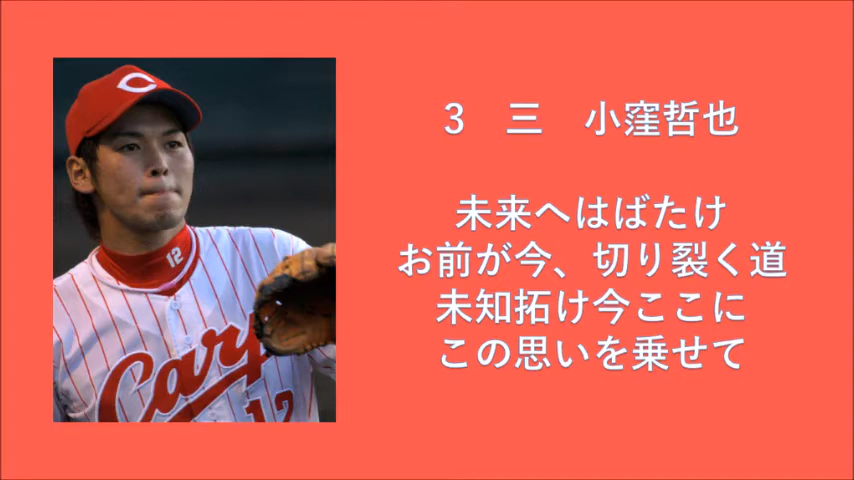 3　三　小窪哲也
未来へはばたけ
お前が今、切り裂く道
未知拓け今ここに
この思いを乗せて
C
12
Carp
12